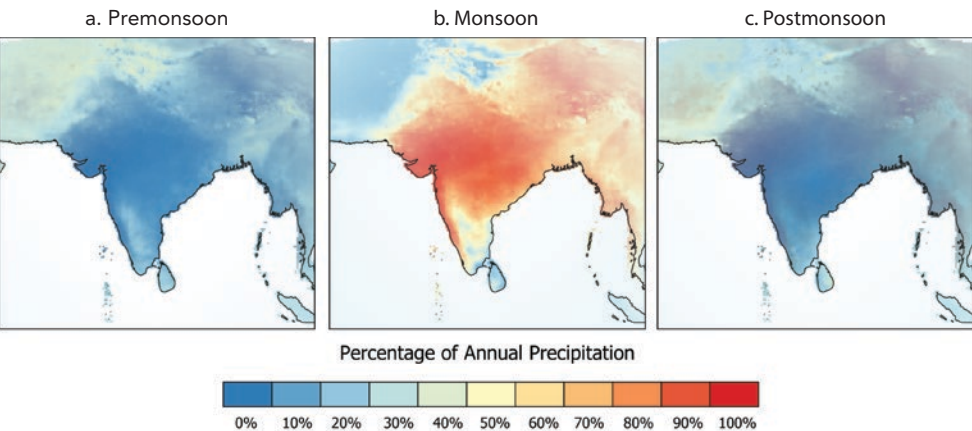 a. Premonsoon b. Monsoon c. Postmonsoon
Percentage of Annual Precipitation
0% 10% 20% 30% 40% 50% 60% 70% 80% 90% 100%